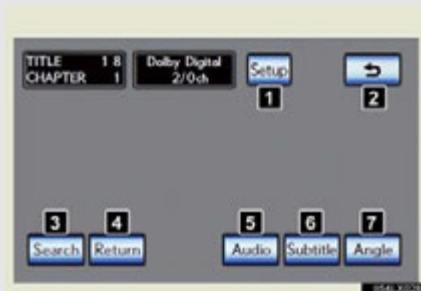 TITLE 1 8
CHAPTER 1
Dolby Digital
2/0ch
Setup
1
2
3
4
5
6
7
Search
Return
Audio
Subtitle
Angle